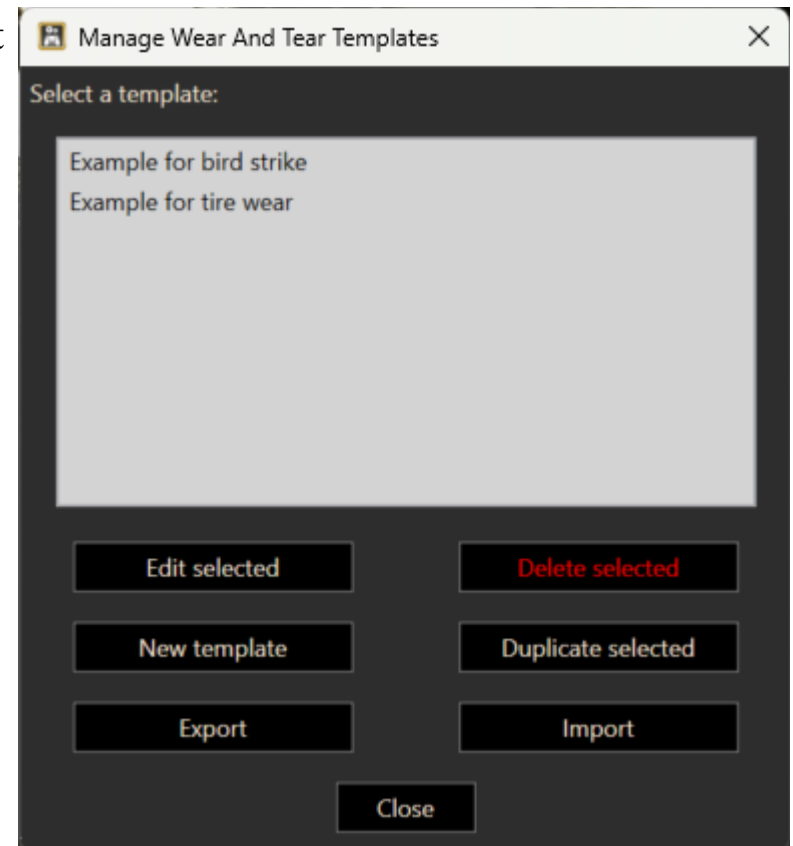 Manage Wear And Tear Templates
Select a template:
Example for bird strike
Example for tire wear
Edit selected
Delete selected
New template
Duplicate selected
Export
Import
Close